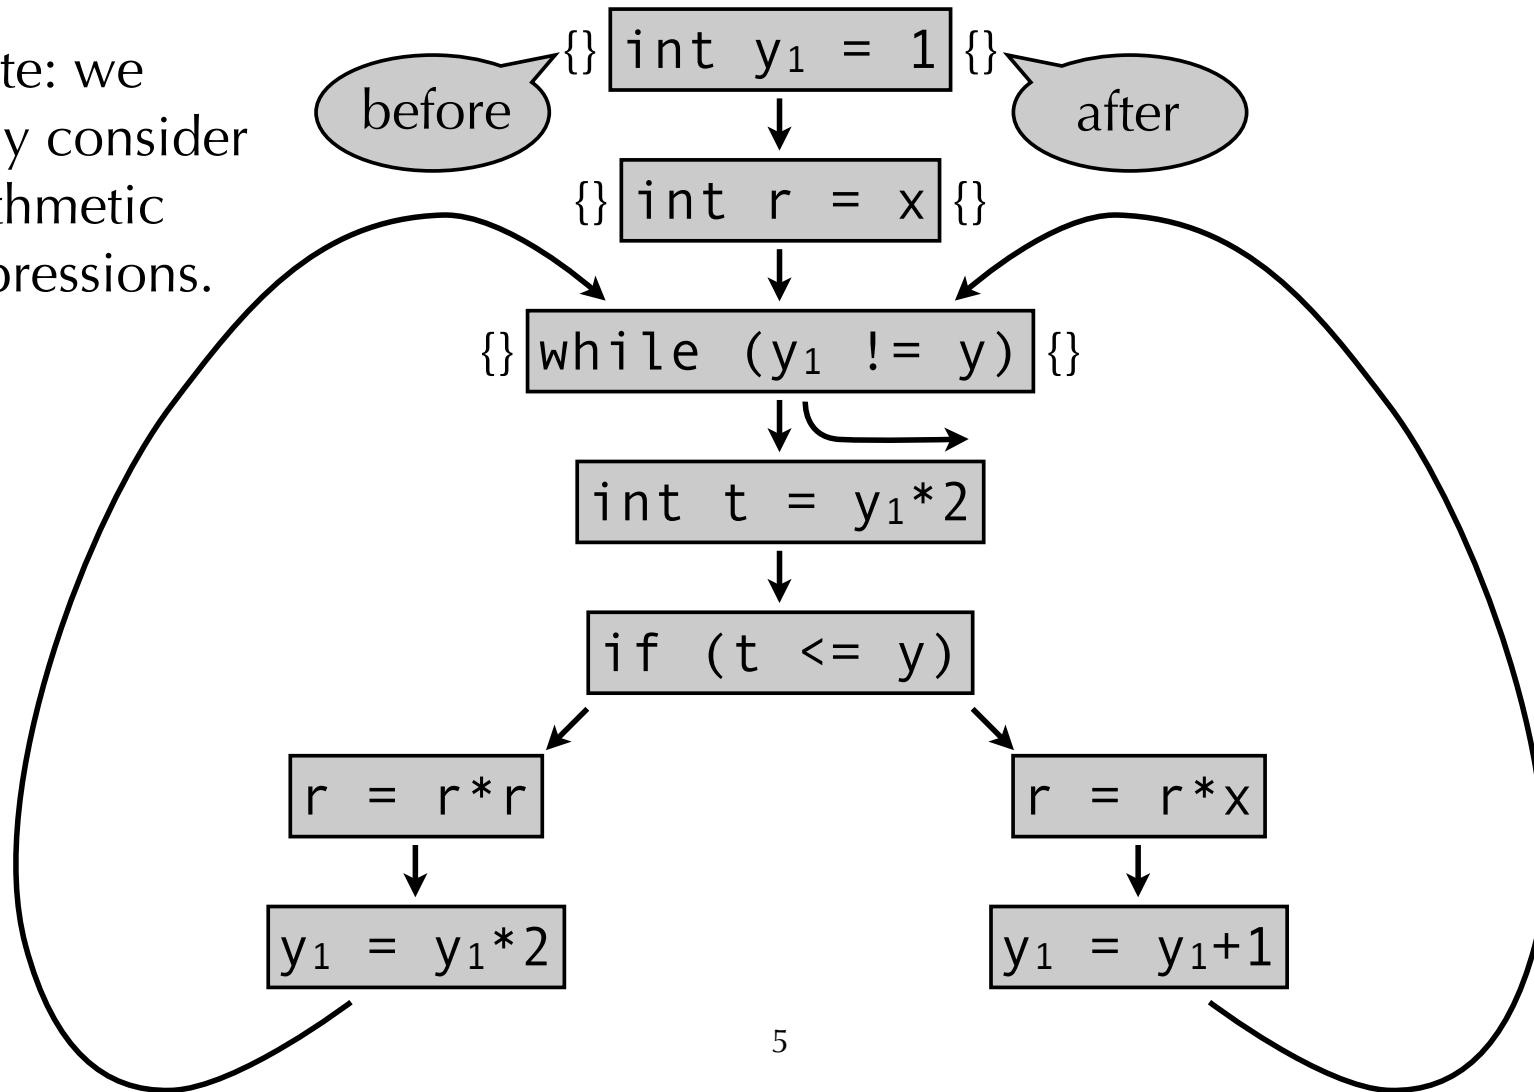 {} int y₁ = 1 {}
te: we
before
after
y consider
{} int r = x {}
thmetic
pressions.
{} while (y₁ != y) {}
int t = y₁*2
if (t <= y)
r = r*r
r = r*x
y₁ = y₁*2
y₁ = y₁+1
5